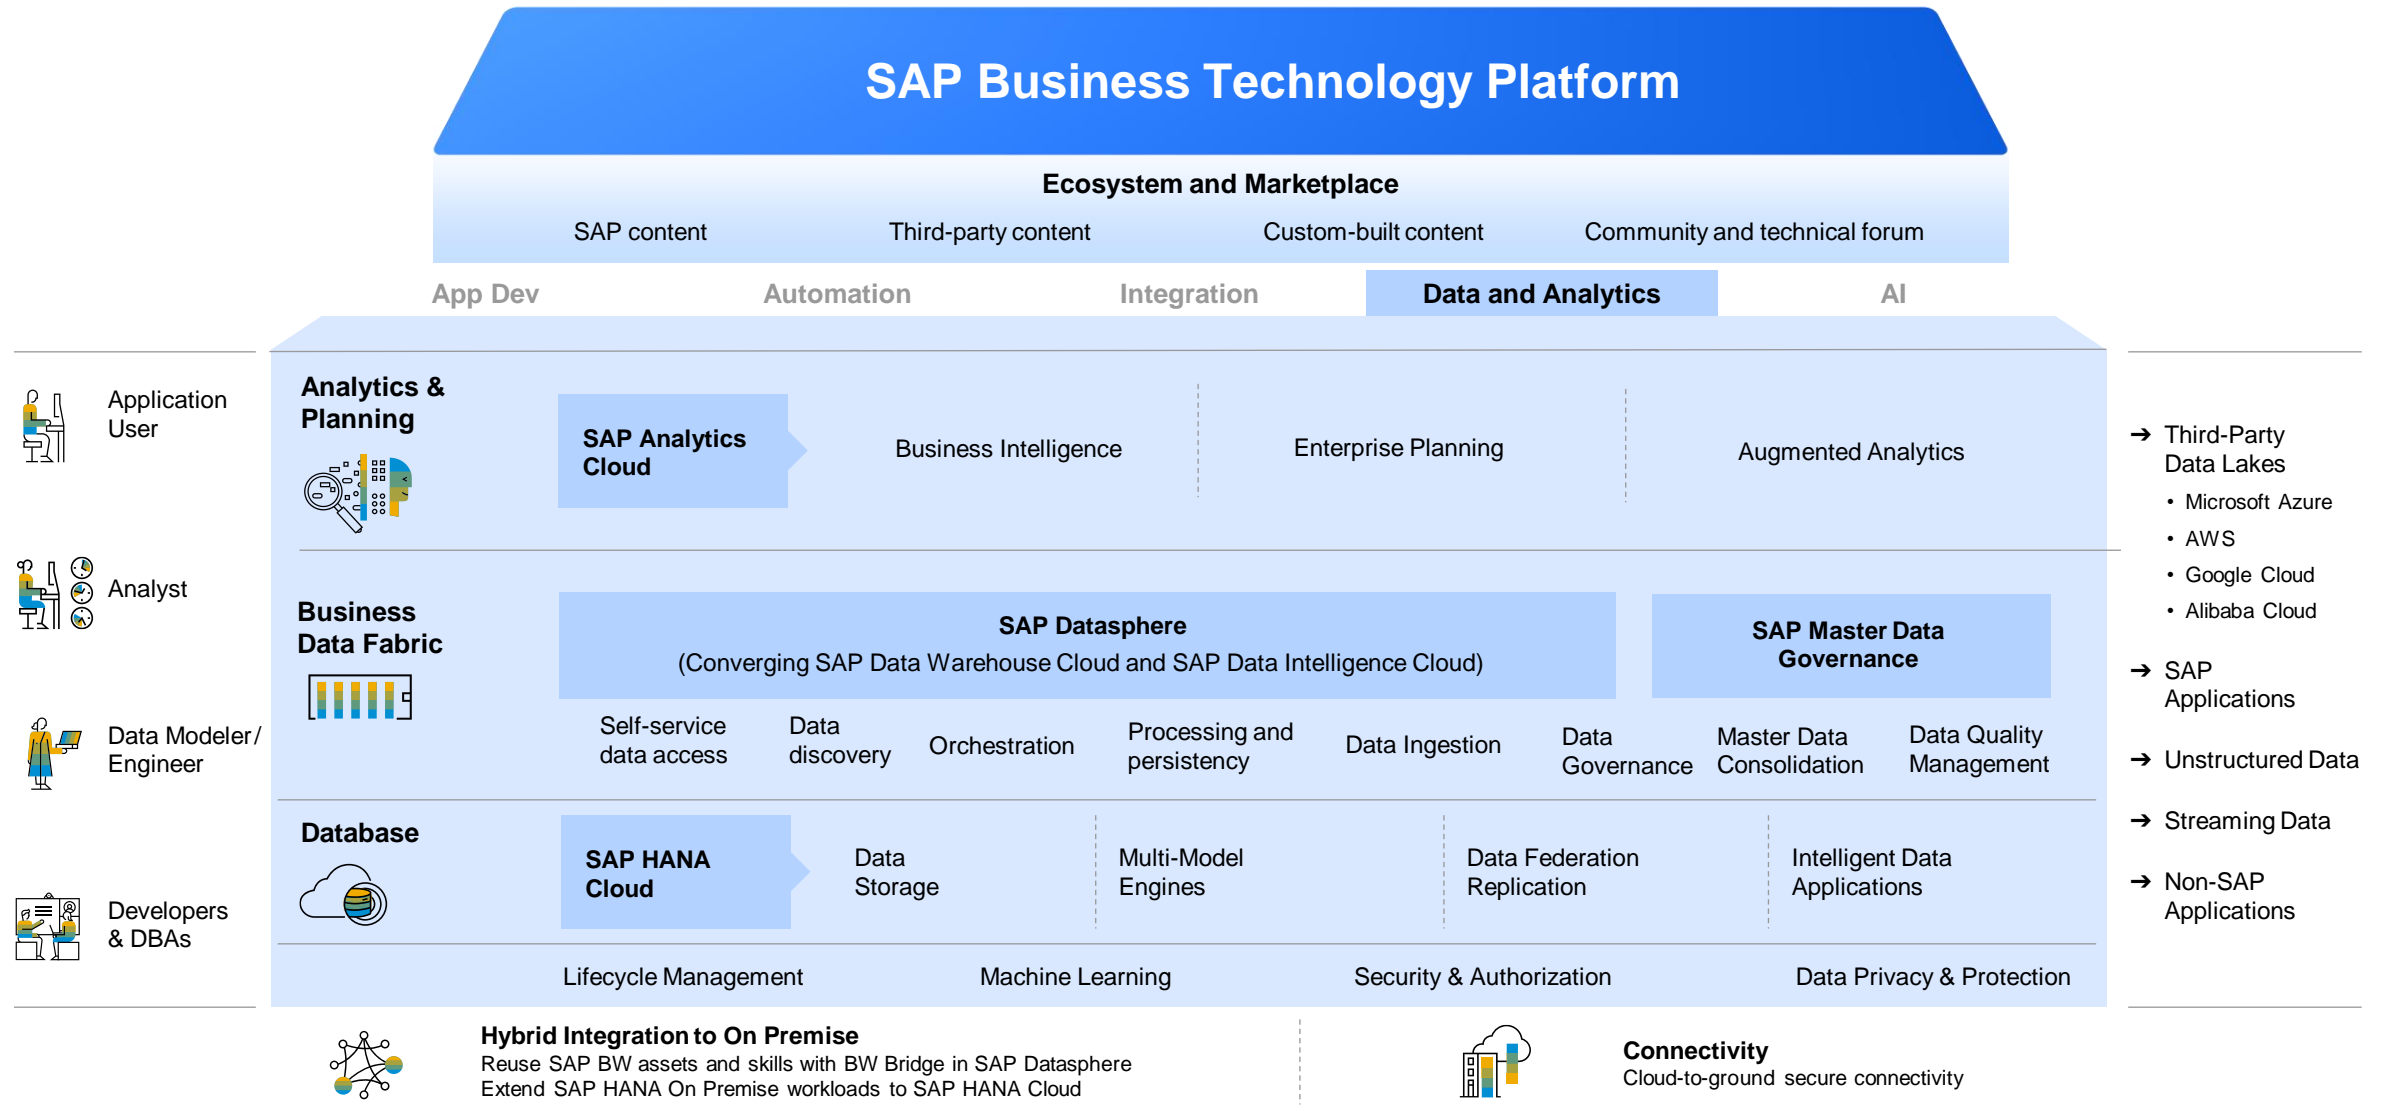 SAP Business Technology Platform
Ecosystem and Marketplace
SAP content
Third-party content
Custom-built content
Community and technical forum
App Dev
Automation
Integration
Data and Analytics
AI
Application
User
Analyst
Data Modeler/
Engineer
Developers
& DBAs
Analytics &
Planning
SAP Analytics
Cloud
Business Intelligence
Enterprise Planning
Augmented Analytics
Business
Data Fabric
SAP Datasphere
(Converging SAP Data Warehouse Cloud and SAP Data Intelligence Cloud)
SAP Master Data
Governance
Self-service
data access
Data
discovery
Orchestration
Processing and
persistency
Data Ingestion
Data
Governance
Master Data
Consolidation
Data Quality
Management
Database
SAP HANA
Cloud
Data
Storage
Multi-Model
Engines
Data Federation
Replication
Intelligent Data
Applications
Lifecycle Management
Machine Learning
Security & Authorization
Data Privacy & Protection
➔ Third-Party
Data Lakes
• Microsoft Azure
• AWS
• Google Cloud
• Alibaba Cloud
➔ SAP
Applications
➔ Unstructured Data
➔ Streaming Data
➔ Non-SAP
Applications
Hybrid Integration to On Premise
Reuse SAP BW assets and skills with BW Bridge in SAP Datasphere
Extend SAP HANA On Premise workloads to SAP HANA Cloud
Connectivity
Cloud-to-ground secure connectivity